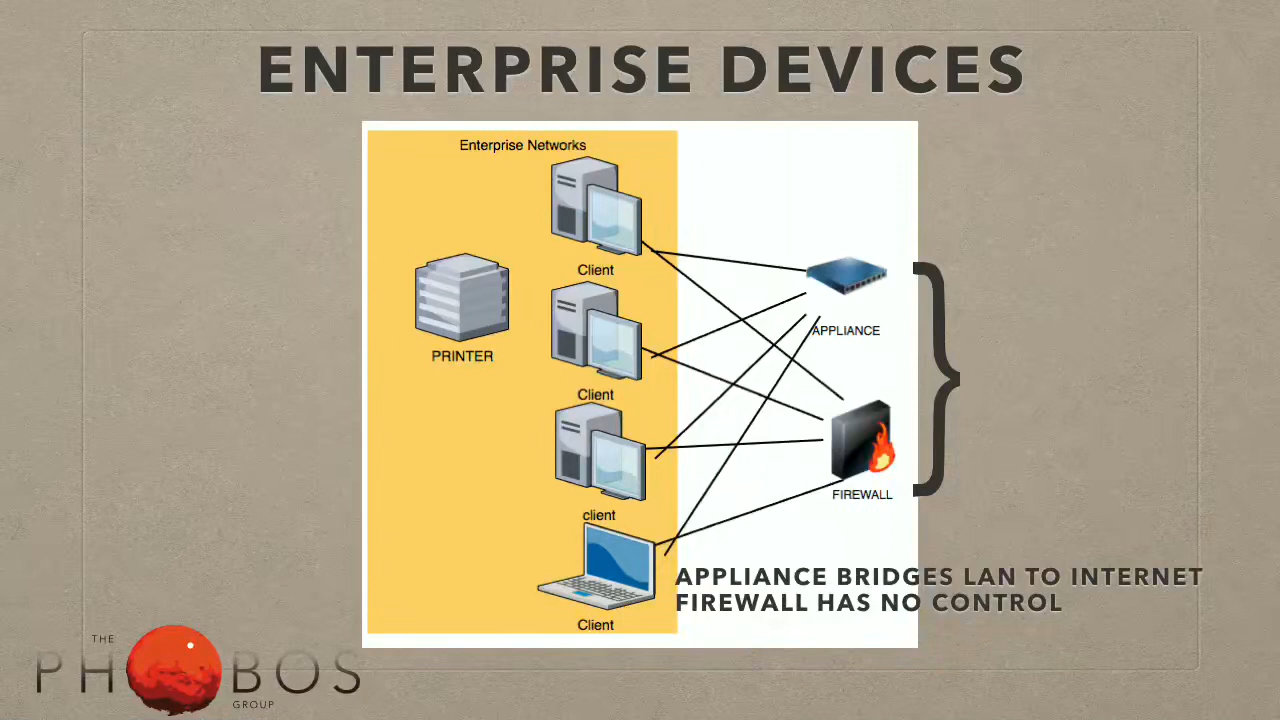 ENTERPRISE DEVICES
Enterprise Networks
Client
PRINTER
Client
client
Client
APPLIANCE
FIREWALL
}
APPLIANCE BRIDGES LAN TO INTERNET
FIREWALL HAS NO CONTROL
THE
PHOBOS
GROUP